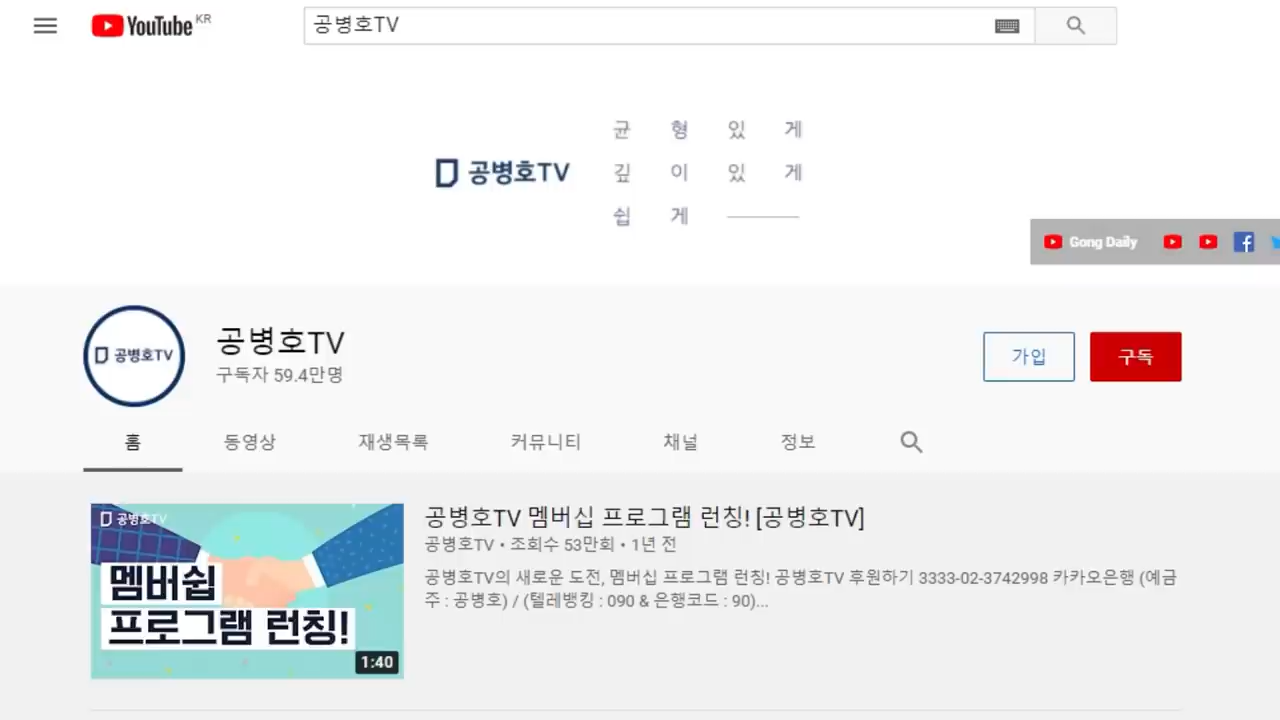 YouTube KR
공병호TV
균 형 있 게
공병호TV
깊 이 있 게
쉽 게
Gong Daily
공병호TV
공병호TV
구독자 59.4만명
가입
구독
홈 동영상 재생목록 커뮤니티 채널 정보
공병호TV
멤버쉽
프로그램 런칭!
1:40
공병호TV 멤버십 프로그램 런칭! [공병호TV]
공병호TV • 조회수 53만회 • 1년 전
공병호TV의 새로운 도전, 멤버십 프로그램 런칭! 공병호TV 후원하기 3333-02-3742998 카카오은행 (예금
주 : 공병호) / (텔레뱅킹 : 090 & 은행코드 : 90)...